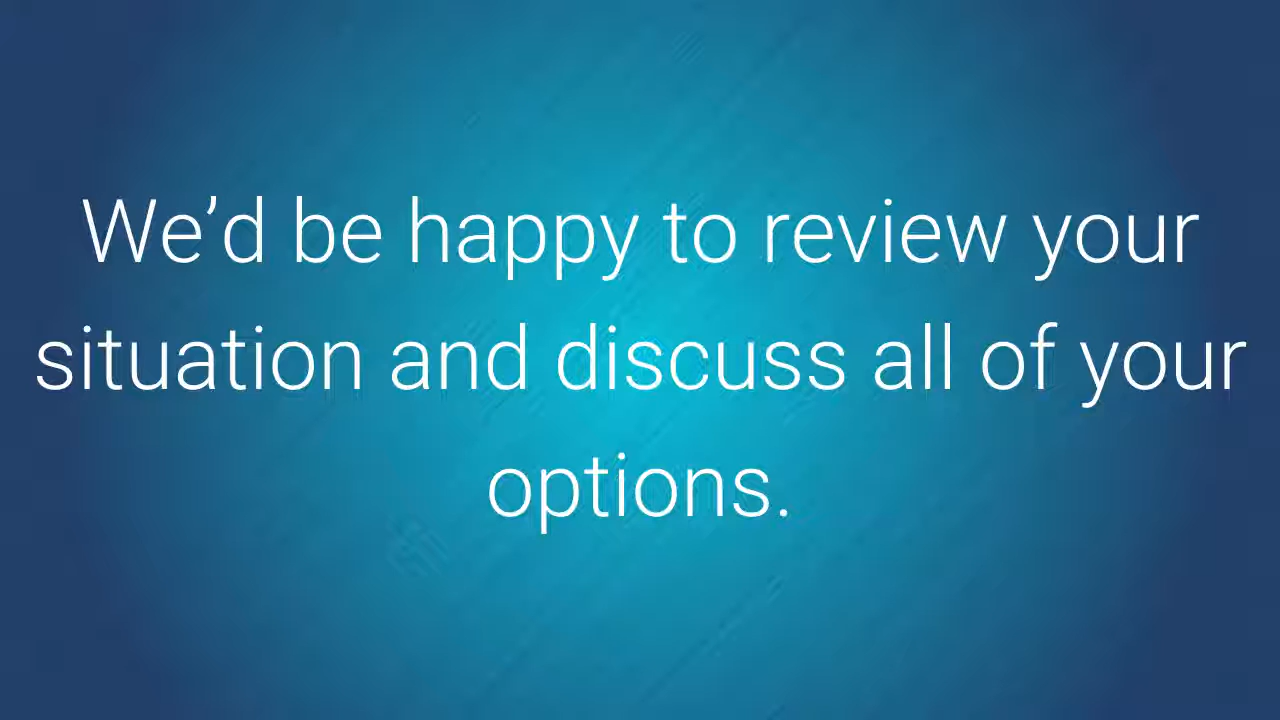 We’d be happy to review your
situation and discuss all of your
options.